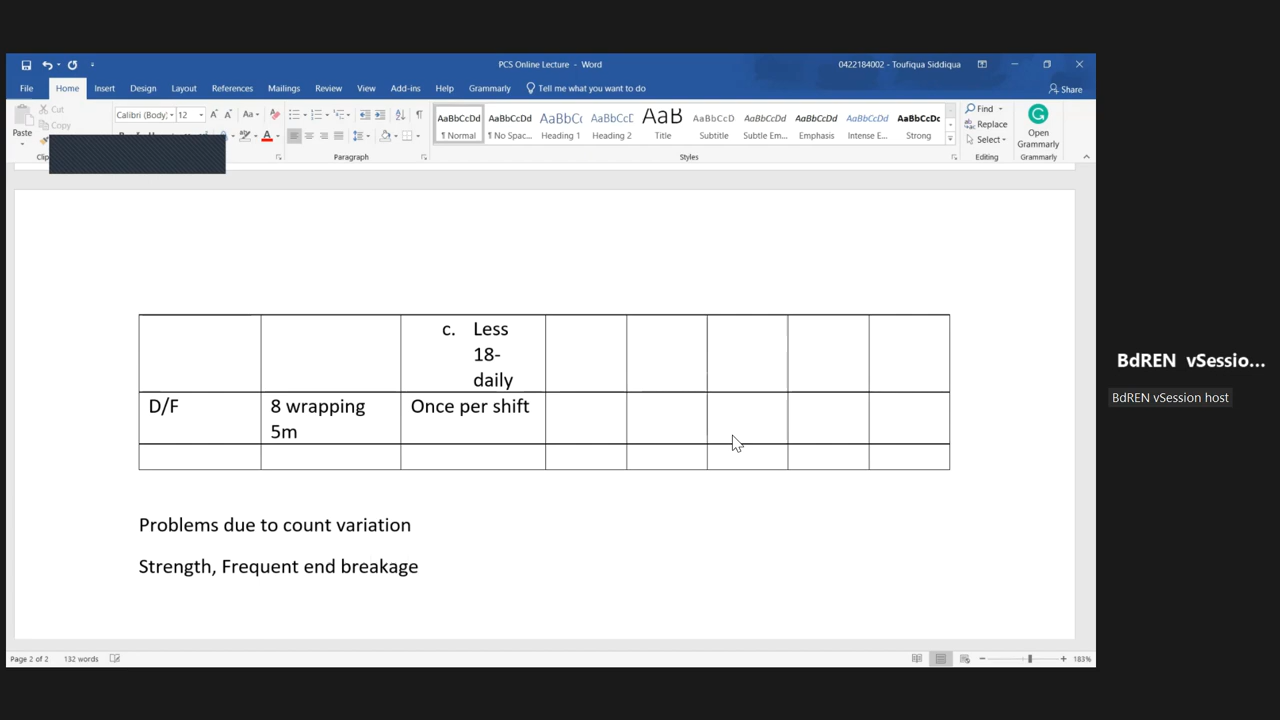 PCS Online Lecture - Word
0422184002 - Toufiqua Siddiqua
File Home Insert Design Layout References Mailings Review View Add-ins Help Grammarly Tell me what you want to do Share
Paste
Cut
Copy
Calibri (Body) 12
Paragraph
AaBbCcDd AaBbCcDd AaBbC AaBbCcD AaB AaBbCcD AaBbCcDd AaBbCcDd AaBbCcDd AaBbCcDc
¶ Normal ¶ No Spac... Heading 1 Heading 2 Title Subtitle Subtle Em... Emphasis Intense E... Strong
Styles
Find
Replace
Select
Editing
Open
Grammarly
Grammarly
c. Less
18-
daily
D/F
8 wrapping
5m
Once per shift
Problems due to count variation
Strength, Frequent end breakage
Page 2 of 2 132 words
183%
BdREN vSessio...
BdREN vSession host